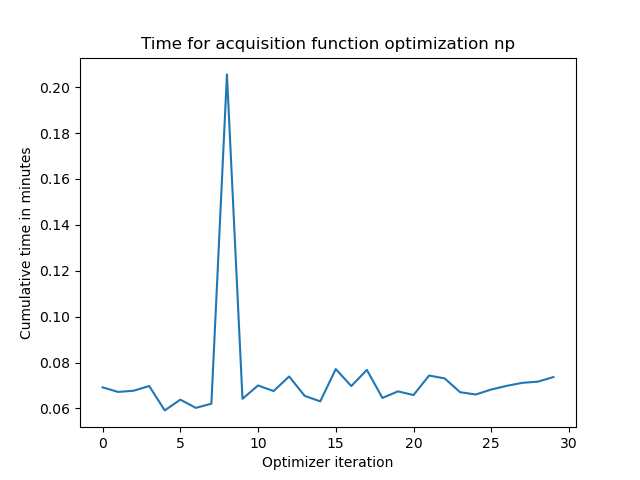 Time for acquisition function optimization np
Cumulative time in minutes
0.20
0.18
0.16
0.14
0.12
0.10
0.08
0.06
0 5 10 15 20 25 30
Optimizer iteration